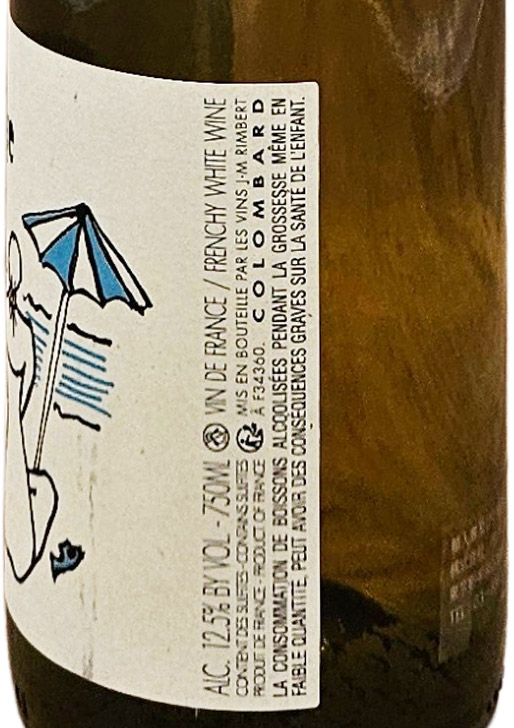 ALC. 12.5% BY VOL - 750ML VIN DE FRANCE / FRENCHY WHITE WINE
CONTIENT DES SULFITES - CONTAINS SULFITES MIS EN BOUTEILLE PAR LES VINS J-M RIMBERT
PRODUIT DE FRANCE - PRODUCT OF FRANCE À F34360. COLOMBARD
LA CONSOMMATION DE BOISSONS ALCOOLISÉES PENDANT LA GROSSESSE MÊME EN
FAIBLE QUANTITÉ, PEUT AVOIR DES CONSÉQUENCES GRAVES SUR LA SANTÉ DE L'ENFANT.